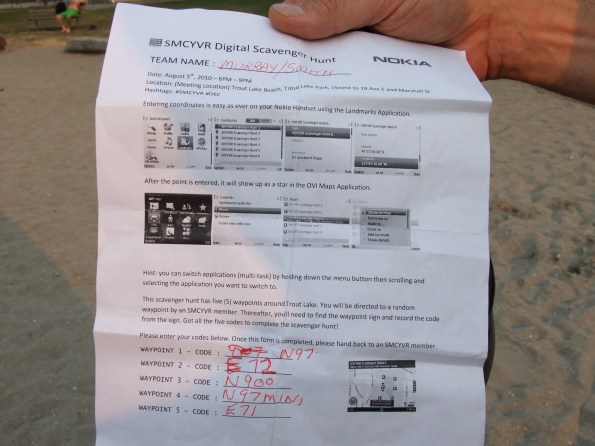 SMCYVR Digital Scavenger Hunt
NOKIA
TEAM NAME : MURRAY/SMITH
Date: August 5th, 2010 – 6PM – 9PM
Location: (Meeting Location) Trout Lake Beach, Trout Lake Park, closest to 19 Ave E and Marshall St
Hashtags: #SMCYVR #DSC
Entering coordinates is easy as ever on your Nokia Handset using the Landmarks Application.
After the point is entered, it will show up as a star in the OVI Maps Application.
Hint: you can switch applications (multi-task) by holding down the menu button then scrolling and
selecting the application you want to switch to.
This scavenger hunt has five (5) waypoints around Trout Lake. You will be directed to a random
waypoint by an SMCYVR member. Thereafter, you'll need to find the waypoint sign and record the code
from the sign. Get all the five codes to complete the scavenger hunt!
Please enter your codes below. Once this form is completed, please hand back to an SMCYVR member.
WAYPOINT 1 - CODE : N97
WAYPOINT 2 - CODE : E72
WAYPOINT 3 - CODE : N900
WAYPOINT 4 - CODE : N97MINI
WAYPOINT 5 - CODE : E71